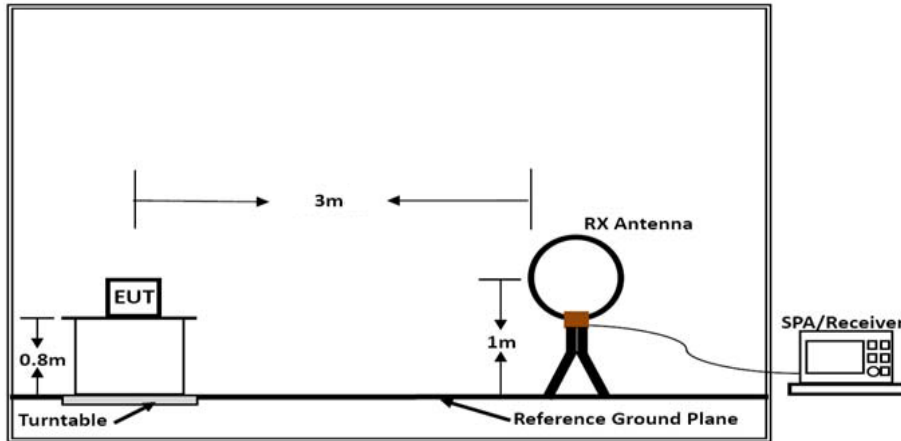 3m
RX Antenna
EUT
SPA/Receiver
0.8m
1m
Turntable
Reference Ground Plane